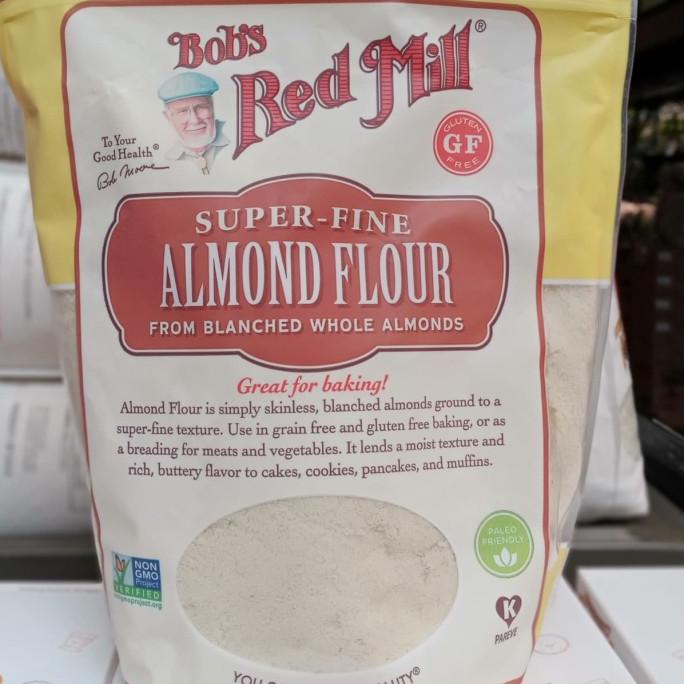 Bob's
Red Mill®
To Your
Good Health®
Bob Moore
GLUTEN
GF
FREE
SUPER-FINE
ALMOND FLOUR
FROM BLANCHED WHOLE ALMONDS
Great for baking!
Almond Flour is simply skinless, blanched almonds ground to a
super-fine texture. Use in grain free and gluten free baking, or as
a breading for meats and vegetables. It lends a moist texture and
rich, buttery flavor to cakes, cookies, pancakes, and muffins.
PALEO
FRIENDLY
NON
GMO
Project
VERIFIED
nongmoproject.org
K
PAREVE
YOU